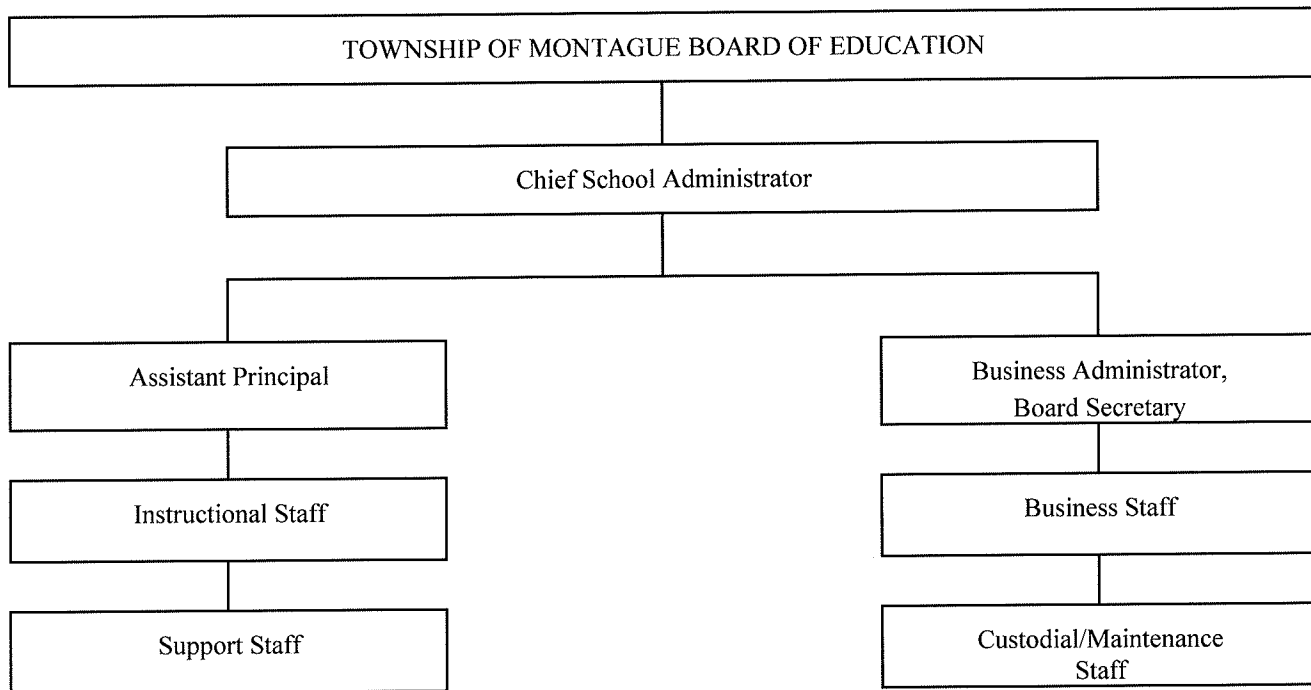 TOWNSHIP OF MONTAGUE BOARD OF EDUCATION
Chief School Administrator
Assistant Principal
Business Administrator,
Board Secretary
Instructional Staff
Business Staff
Support Staff
Custodial/Maintenance
Staff